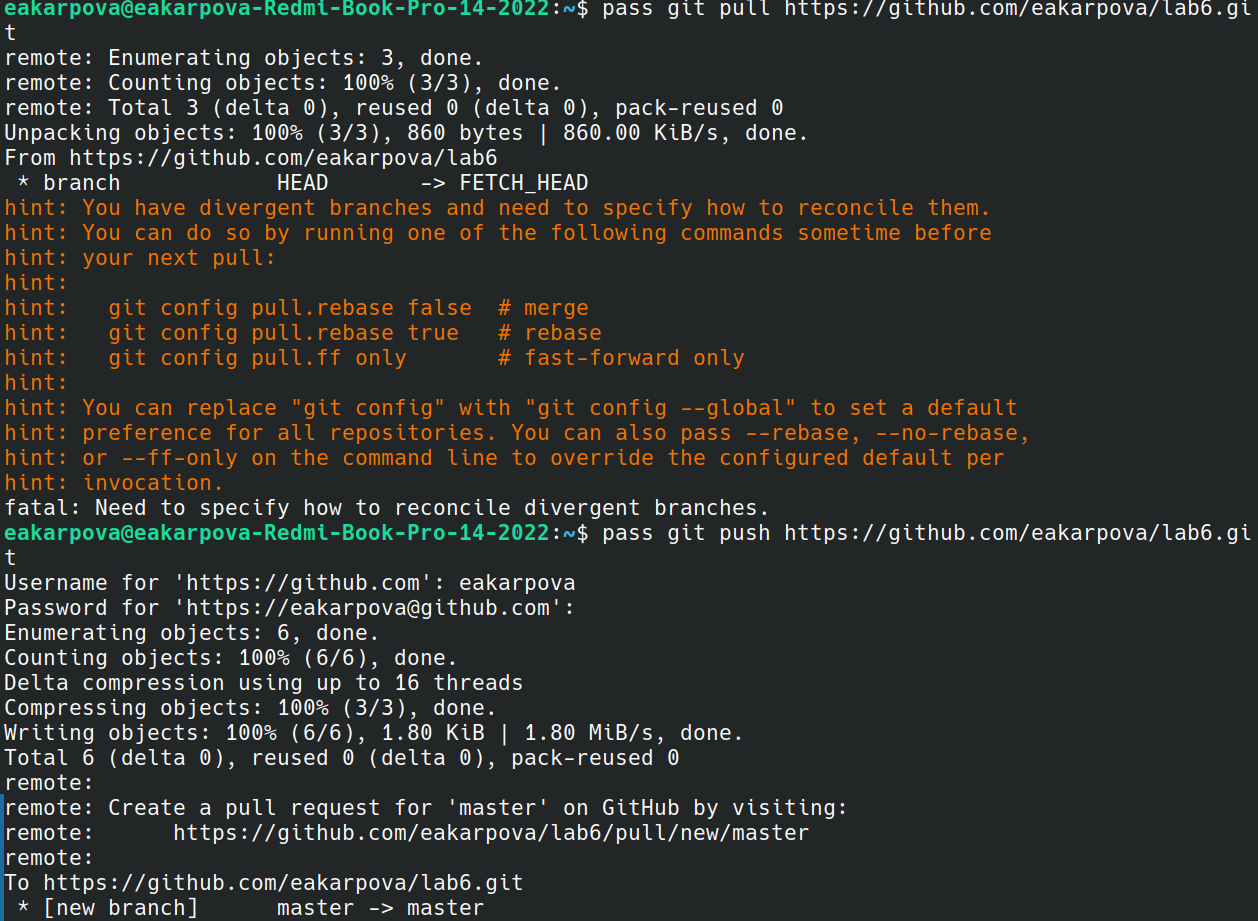 eakarpova@eakarpova-Redmi-Book-Pro-14-2022:~$ pass git pull https://github.com/eakarpova/lab6.gi
t
remote: Enumerating objects: 3, done.
remote: Counting objects: 100% (3/3), done.
remote: Total 3 (delta 0), reused 0 (delta 0), pack-reused 0
Unpacking objects: 100% (3/3), 860 bytes | 860.00 KiB/s, done.
From https://github.com/eakarpova/lab6
 * branch            HEAD       -> FETCH_HEAD
hint: You have divergent branches and need to specify how to reconcile them.
hint: You can do so by running one of the following commands sometime before
hint: your next pull:
hint:
hint:   git config pull.rebase false  # merge
hint:   git config pull.rebase true   # rebase
hint:   git config pull.ff only       # fast-forward only
hint:
hint: You can replace "git config" with "git config --global" to set a default
hint: preference for all repositories. You can also pass --rebase, --no-rebase,
hint: or --ff-only on the command line to override the configured default per
hint: invocation.
fatal: Need to specify how to reconcile divergent branches.
eakarpova@eakarpova-Redmi-Book-Pro-14-2022:~$ pass git push https://github.com/eakarpova/lab6.gi
t
Username for 'https://github.com': eakarpova
Password for 'https://eakarpova@github.com':
Enumerating objects: 6, done.
Counting objects: 100% (6/6), done.
Delta compression using up to 16 threads
Compressing objects: 100% (3/3), done.
Writing objects: 100% (6/6), 1.80 KiB | 1.80 MiB/s, done.
Total 6 (delta 0), reused 0 (delta 0), pack-reused 0
remote:
remote: Create a pull request for 'master' on GitHub by visiting:
remote:      https://github.com/eakarpova/lab6/pull/new/master
remote:
To https://github.com/eakarpova/lab6.git
 * [new branch]      master -> master